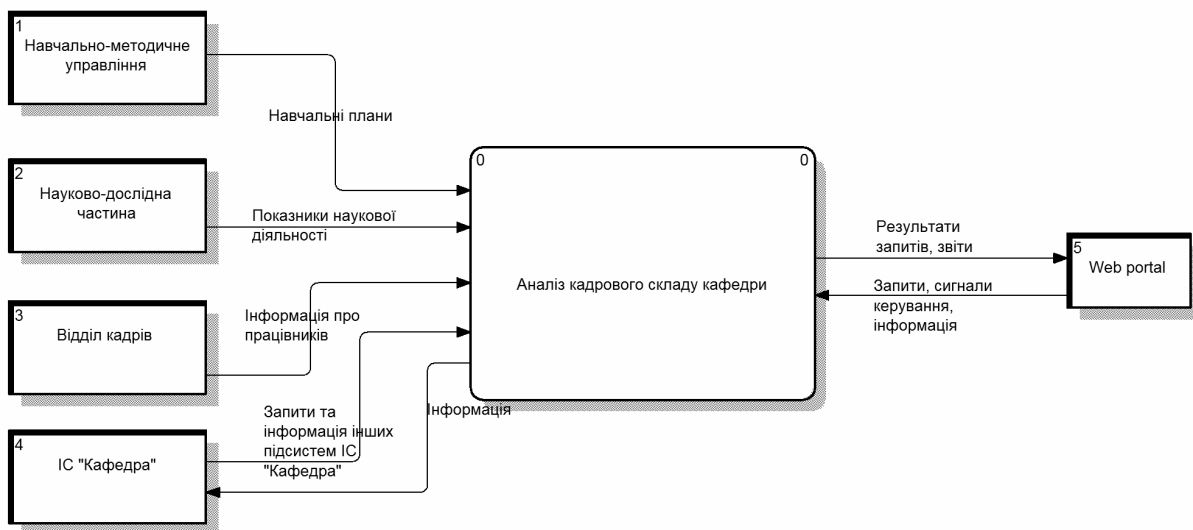 1
Навчально-методичне
управління
Навчальні плани
2
Науково-дослідна
частина
Показники наукової
діяльності
3
Відділ кадрів
Інформація про
працівників
4
ІС "Кафедра"
Запити та
інформація інших
підсистем ІС
"Кафедра"
Інформація
0
0
Аналіз кадрового складу кафедри
Результати
запитів, звіти
Запити, сигнали
керування,
інформація
5
Web portal